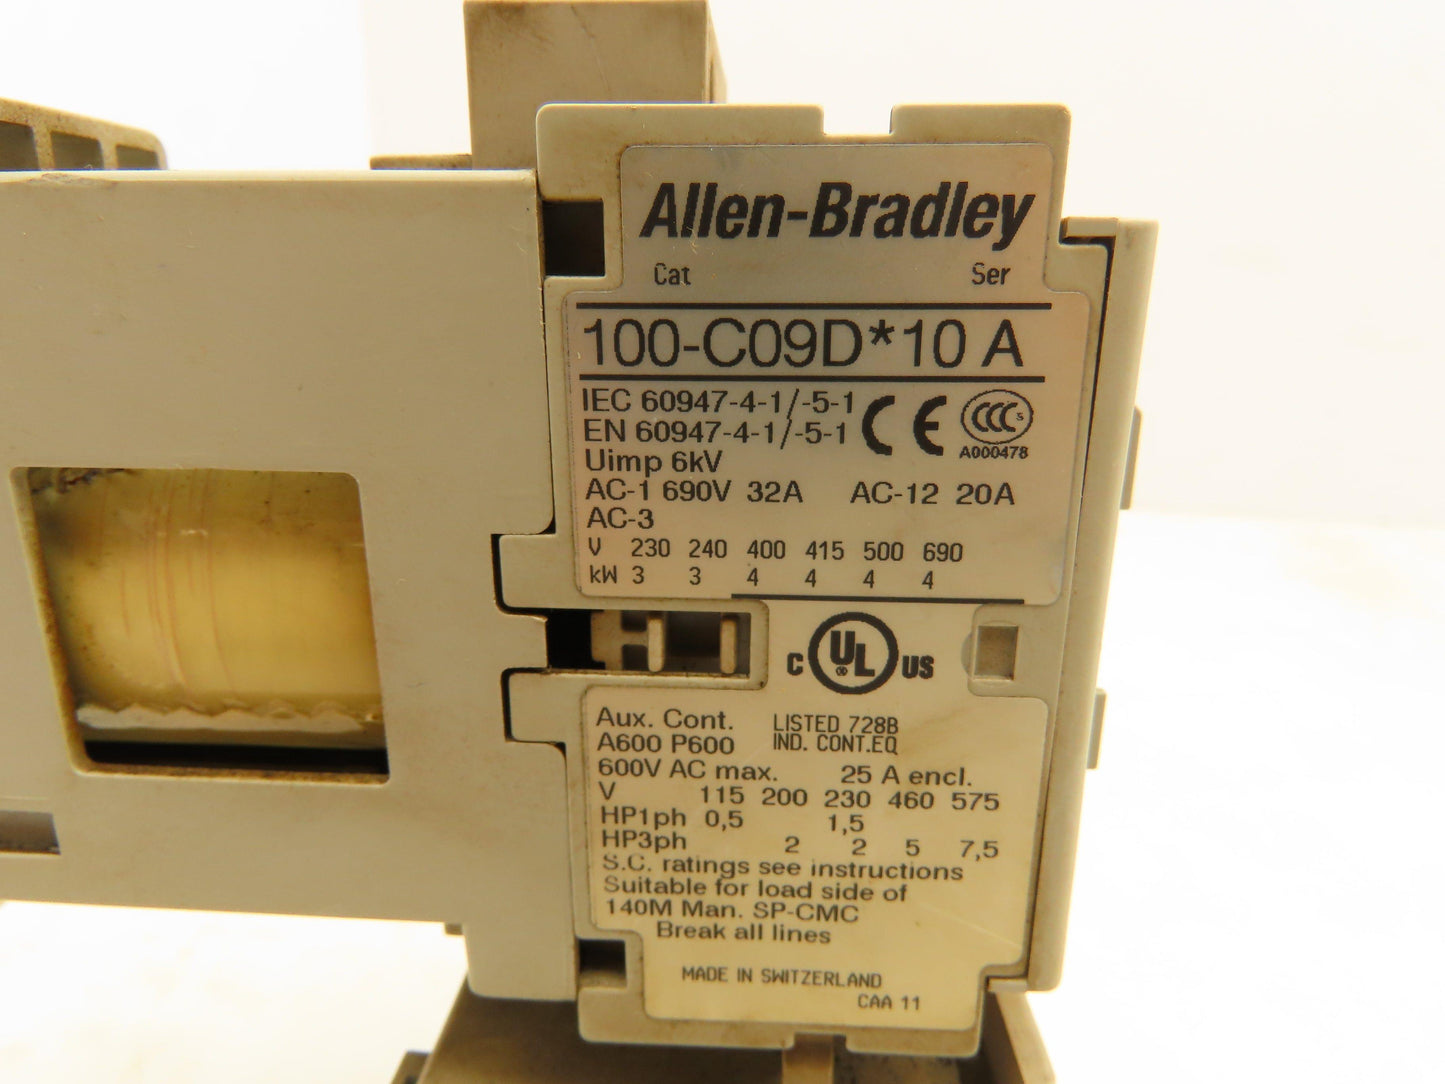 Allen-Bradley
Cat Ser
100-C09D*10 A
IEC 60947-4-1/-5-1
EN 60947-4-1/-5-1
CE CCC S
A000478
Uimp 6kV
AC-1 690V 32A AC-12 20A
AC-3
V 230 240 400 415 500 690
kW 3 3 4 4 4 4
C UL ® US
Aux. Cont. LISTED 728B
A600 P600 IND. CONT.EQ
600V AC max. 25 A encl.
V 115 200 230 460 575
HP1ph 0,5 1,5
HP3ph 2 2 5 7,5
S.C. ratings see instructions
Suitable for load side of
140M Man. SP-CMC
Break all lines
MADE IN SWITZERLAND
CAA 11